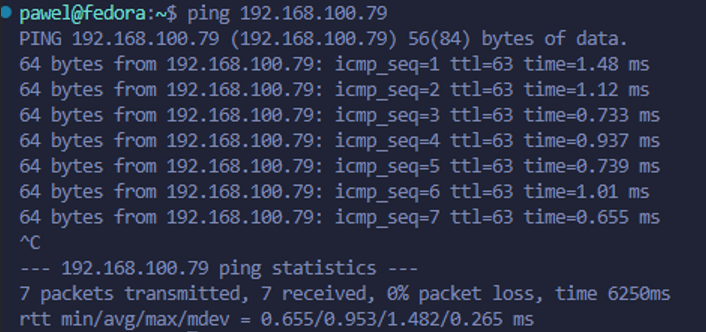 pawel@fedora:~$ ping 192.168.100.79
PING 192.168.100.79 (192.168.100.79) 56(84) bytes of data.
64 bytes from 192.168.100.79: icmp_seq=1 ttl=63 time=1.48 ms
64 bytes from 192.168.100.79: icmp_seq=2 ttl=63 time=1.12 ms
64 bytes from 192.168.100.79: icmp_seq=3 ttl=63 time=0.733 ms
64 bytes from 192.168.100.79: icmp_seq=4 ttl=63 time=0.937 ms
64 bytes from 192.168.100.79: icmp_seq=5 ttl=63 time=0.739 ms
64 bytes from 192.168.100.79: icmp_seq=6 ttl=63 time=1.01 ms
64 bytes from 192.168.100.79: icmp_seq=7 ttl=63 time=0.655 ms
^C
--- 192.168.100.79 ping statistics ---
7 packets transmitted, 7 received, 0% packet loss, time 6250ms
rtt min/avg/max/mdev = 0.655/0.953/1.482/0.265 ms